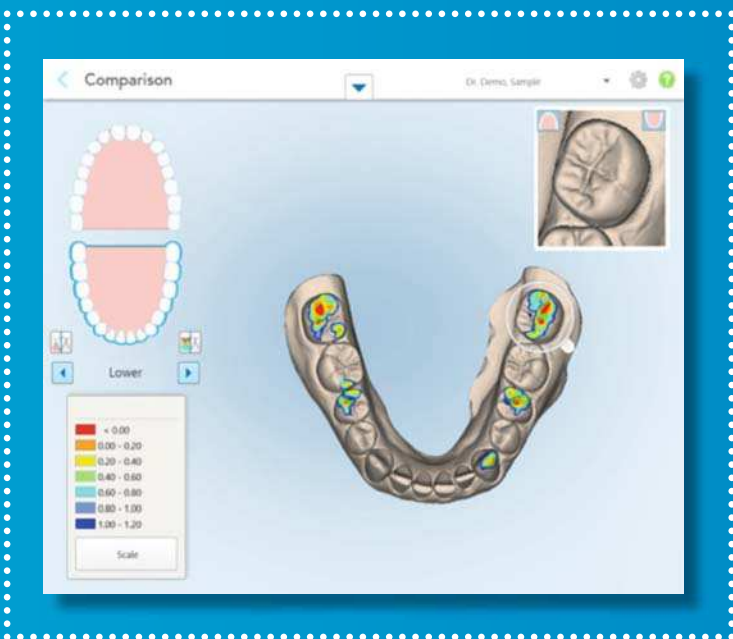 Comparison
Dr. Demo, Sample
?
Lower
< 0.00
0.00 - 0.20
0.20 - 0.40
0.40 - 0.60
0.60 - 0.80
0.80 - 1.00
1.00 - 1.20
Scale